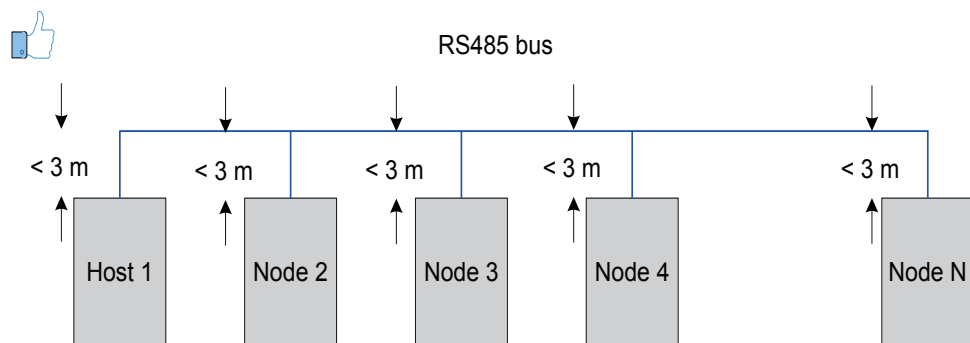 RS485 bus
< 3 m
< 3 m
< 3 m
< 3 m
< 3 m
Host 1
Node 2
Node 3
Node 4
Node N